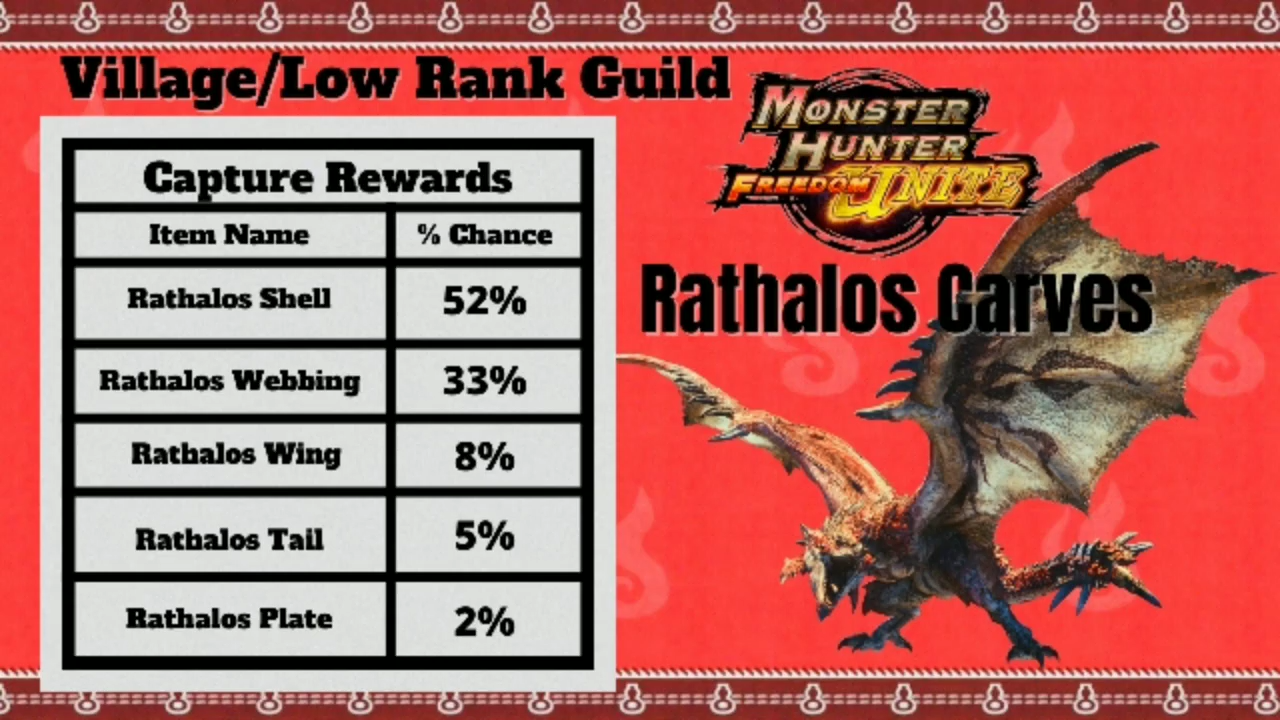 Village/Low Rank Guild
MONSTER
HUNTER
FREEDOM UNITE
Rathalos Carves
Capture Rewards
Item Name % Chance
Rathalos Shell 52%
Rathalos Webbing 33%
Rathalos Wing 8%
Rathalos Tail 5%
Rathalos Plate 2%